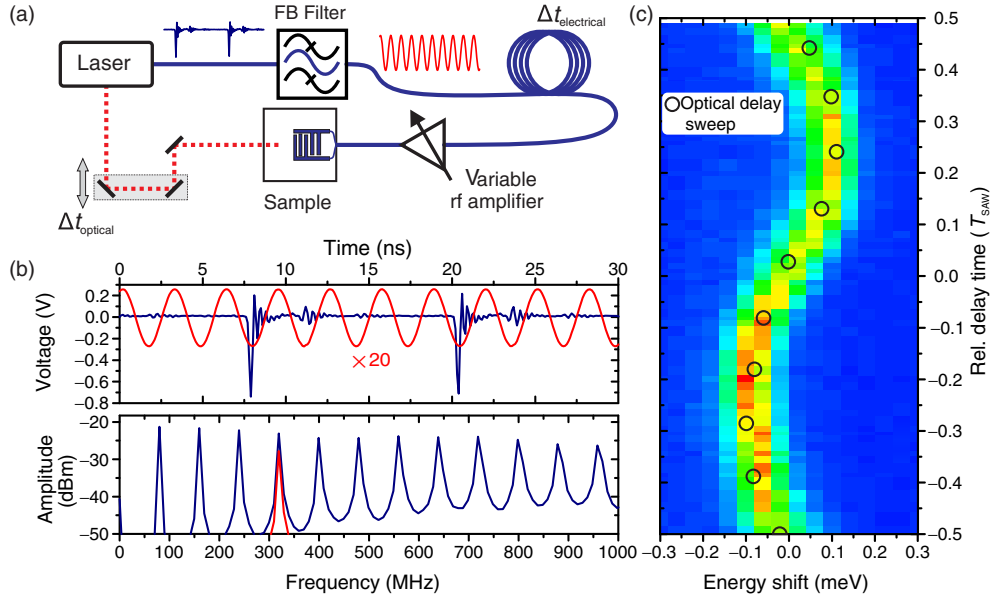 (a)
FB Filter
Δt_electrical
Laser
Sample
Variable
rf amplifier
Δt_optical
(b)
Time (ns)
0 5 10 15 20 25 30
Voltage (V)
0.2
0.0
−0.2
−0.4
−0.6
−0.8
×20
Amplitude
(dBm)
−20
−30
−40
−50
0 100 200 300 400 500 600 700 800 900 1000
Frequency (MHz)
(c)
Optical delay
sweep
0.5
0.4
0.3
0.2
0.1
0.0
−0.1
−0.2
−0.3
−0.4
−0.5
Rel. delay time (T_SAW)
−0.3 −0.2 −0.1 0.0 0.1 0.2 0.3
Energy shift (meV)